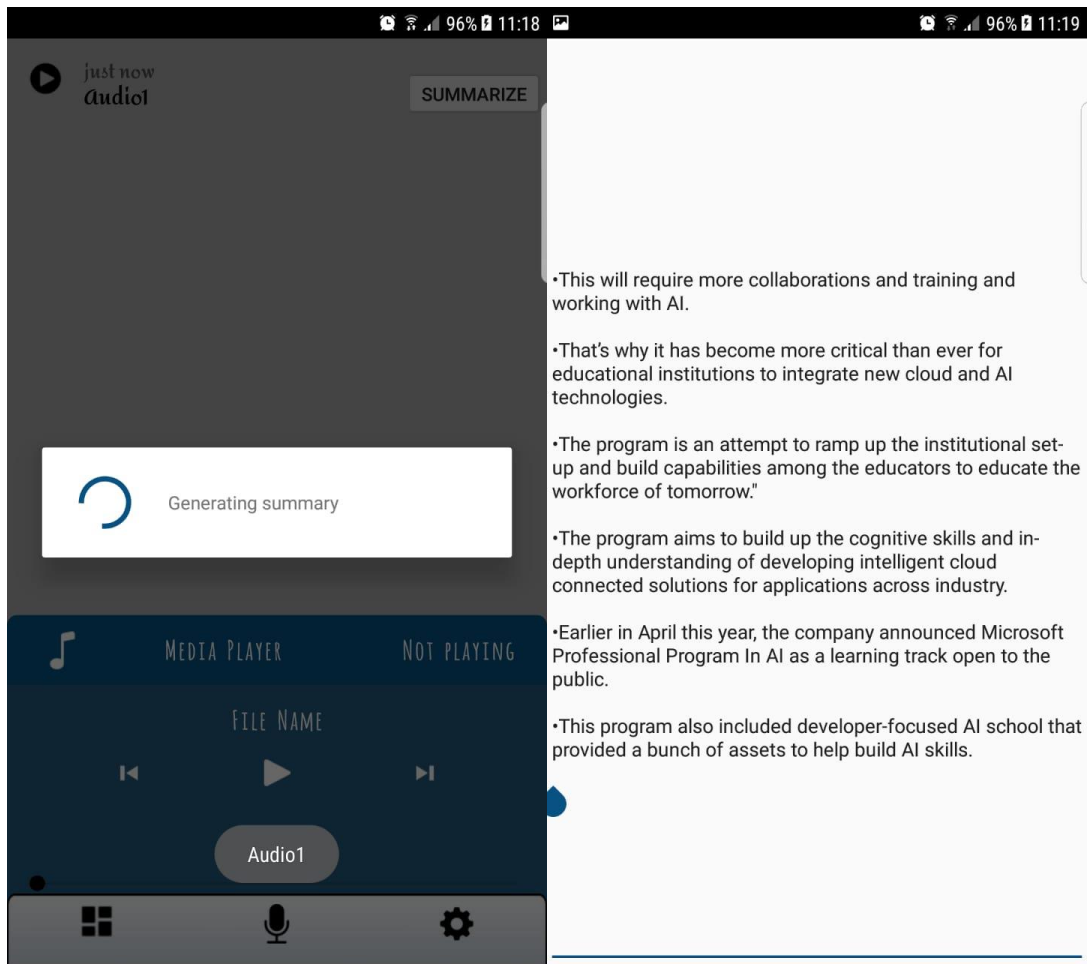 96% 11:18
just now
Audio1
SUMMARIZE
Generating summary
MEDIA PLAYER
NOT PLAYING
FILE NAME
Audio1
96% 11:19
•This will require more collaborations and training and
working with AI.
•That's why it has become more critical than ever for
educational institutions to integrate new cloud and AI
technologies.
•The program is an attempt to ramp up the institutional set-
up and build capabilities among the educators to educate the
workforce of tomorrow."
•The program aims to build up the cognitive skills and in-
depth understanding of developing intelligent cloud
connected solutions for applications across industry.
•Earlier in April this year, the company announced Microsoft
Professional Program In AI as a learning track open to the
public.
•This program also included developer-focused AI school that
provided a bunch of assets to help build AI skills.